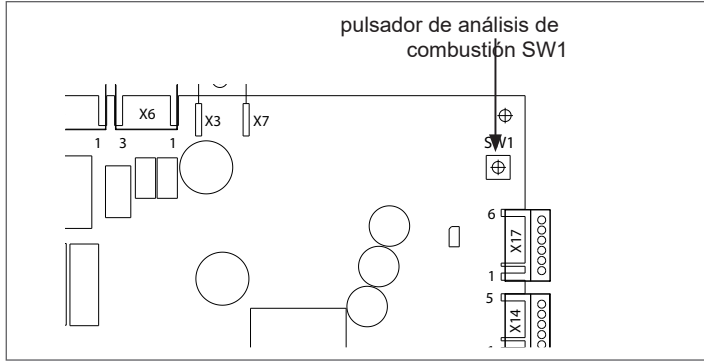 pulsador de análisis de
combustión SW1
X6
X3
X7
1 3 1
SW1
6
X17
1
5
X14